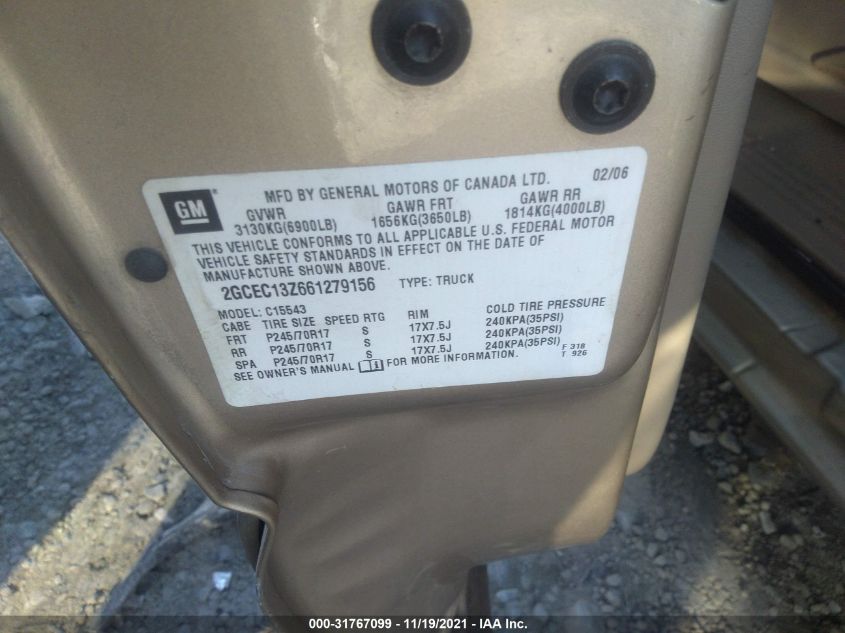 GM
MFD BY GENERAL MOTORS OF CANADA LTD. 02/06
GVWR GAWR FRT GAWR RR
3130KG(6900LB) 1656KG(3650LB) 1814KG(4000LB)
THIS VEHICLE CONFORMS TO ALL APPLICABLE U.S. FEDERAL MOTOR
VEHICLE SAFETY STANDARDS IN EFFECT ON THE DATE OF
MANUFACTURE SHOWN ABOVE.
2GCEC13Z661279156 TYPE: TRUCK
MODEL: C15543
CABE TIRE SIZE SPEED RTG RIM COLD TIRE PRESSURE
FRT P245/70R17 S 17X7.5J 240KPA(35PSI)
RR P245/70R17 S 17X7.5J 240KPA(35PSI)
SPA P245/70R17 S 17X7.5J 240KPA(35PSI)
SEE OWNER'S MANUAL FOR MORE INFORMATION.
F 318
T 926
000-31767099 - 11/19/2021 - IAA Inc.